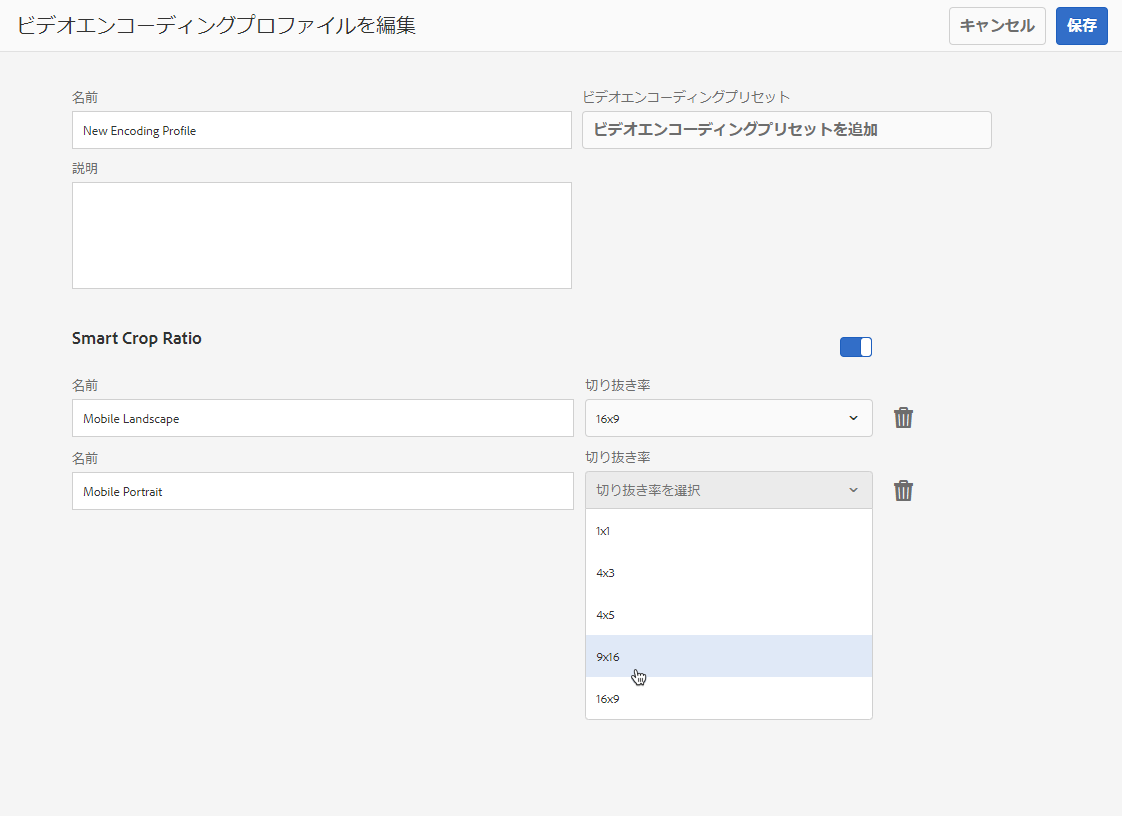 ビデオエンコーディングプロファイルを編集
キャンセル
保存
名前
ビデオエンコーディングプリセット
New Encoding Profile
ビデオエンコーディングプリセットを追加
説明
Smart Crop Ratio
名前
切り抜き率
Mobile Landscape
16x9
名前
切り抜き率
Mobile Portrait
切り抜き率を選択
1x1
4x3
4x5
9x16
16x9